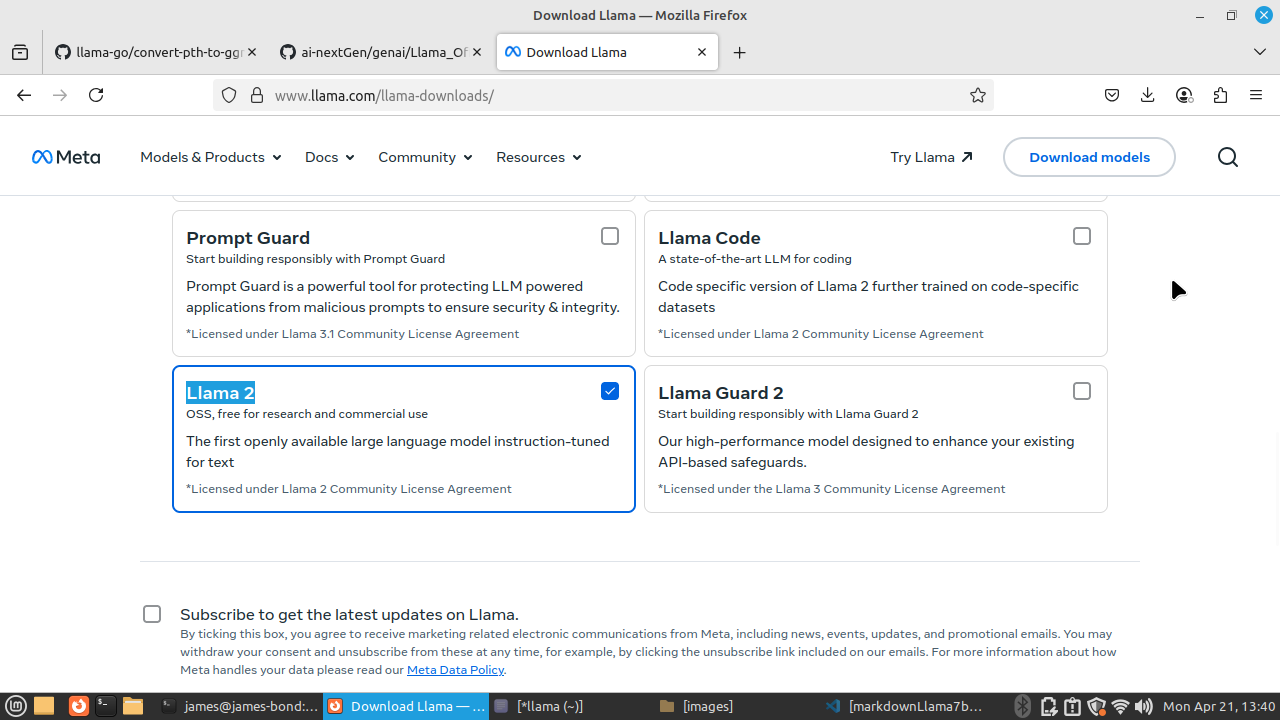 Download Llama — Mozilla Firefox
llama-go/convert-pth-to-ggr
ai-nextGen/genai/Llama_Of
Download Llama
www.llama.com/llama-downloads/
Meta
Models & Products
Docs
Community
Resources
Try Llama
Download models
Prompt Guard
Start building responsibly with Prompt Guard
Prompt Guard is a powerful tool for protecting LLM powered
applications from malicious prompts to ensure security & integrity.
*Licensed under Llama 3.1 Community License Agreement
Llama Code
A state-of-the-art LLM for coding
Code specific version of Llama 2 further trained on code-specific
datasets
*Licensed under Llama 2 Community License Agreement
Llama 2
OSS, free for research and commercial use
The first openly available large language model instruction-tuned
for text
*Licensed under Llama 2 Community License Agreement
Llama Guard 2
Start building responsibly with Llama Guard 2
Our high-performance model designed to enhance your existing
API-based safeguards.
*Licensed under the Llama 3 Community License Agreement
Subscribe to get the latest updates on Llama.
By ticking this box, you agree to receive marketing related electronic communications from Meta, including news, events, updates, and promotional emails. You may
withdraw your consent and unsubscribe from these at any time, for example, by clicking the unsubscribe link included on our emails. For more information about how
Meta handles your data please read our Meta Data Policy.
james@james-bond:...
Download Llama — ...
[*llama (~)]
[images]
[markdownLlama7b...
Mon Apr 21, 13:40